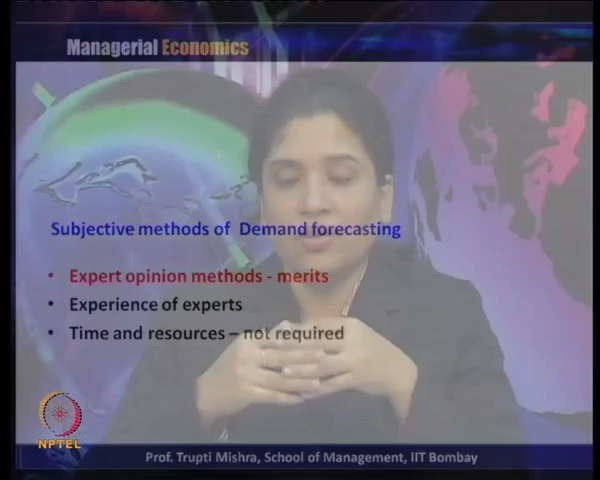 Managerial Economics
Subjective methods of Demand forecasting
• Expert opinion methods - merits
• Experience of experts
• Time and resources – not required
NPTEL
Prof. Trupti Mishra, School of Management, IIT Bombay